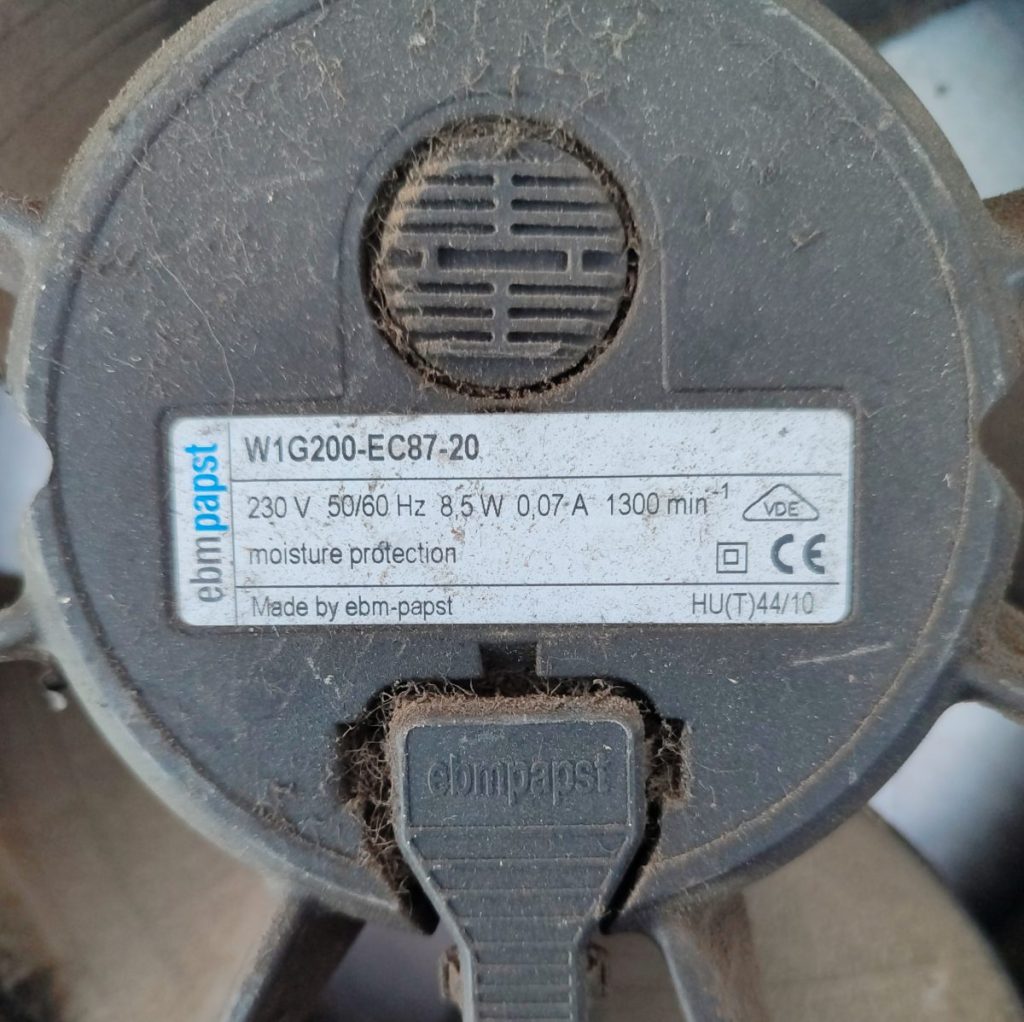 ebmpapst
W1G200-EC87-20
230 V 50/60 Hz 8,5 W 0,07 A 1300 min⁻¹
VDE
moisture protection
CE
Made by ebm-papst HU(T)44/10
ebmpapst